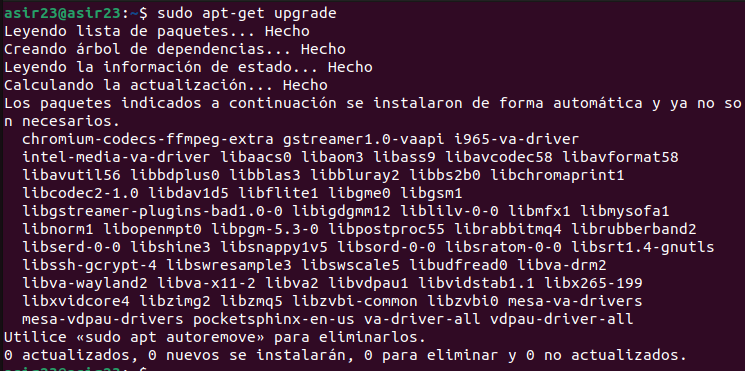 asir23@asir23:~$ sudo apt-get upgrade
Leyendo lista de paquetes... Hecho
Creando árbol de dependencias... Hecho
Leyendo la información de estado... Hecho
Calculando la actualización... Hecho
Los paquetes indicados a continuación se instalaron de forma automática y ya no so
n necesarios.
  chromium-codecs-ffmpeg-extra gstreamer1.0-vaapi i965-va-driver
  intel-media-va-driver libaacs0 libaom3 libass9 libavcodec58 libavformat58
  libavutil56 libbdplus0 libblas3 libbluray2 libbs2b0 libchromaprint1
  libcodec2-1.0 libdav1d5 libflite1 libgme0 libgsm1
  libgstreamer-plugins-bad1.0-0 libigdgmm12 liblilv-0-0 libmfx1 libmysofa1
  libnorm1 libopenmpt0 libpgm-5.3-0 libpostproc55 librabbitmq4 librubberband2
  libserd-0-0 libshine3 libsnappy1v5 libsord-0-0 libsratom-0-0 libsrt1.4-gnutls
  libssh-gcrypt-4 libswresample3 libswscale5 libudfread0 libva-drm2
  libva-wayland2 libva-x11-2 libva2 libvdpau1 libvidstab1.1 libx265-199
  libxvidcore4 libzimg2 libzmq5 libzvbi-common libzvbi0 mesa-va-drivers
  mesa-vdpau-drivers pocketsphinx-en-us va-driver-all vdpau-driver-all
Utilice «sudo apt autoremove» para eliminarlos.
0 actualizados, 0 nuevos se instalarán, 0 para eliminar y 0 no actualizados.
asir23@asir23:~$